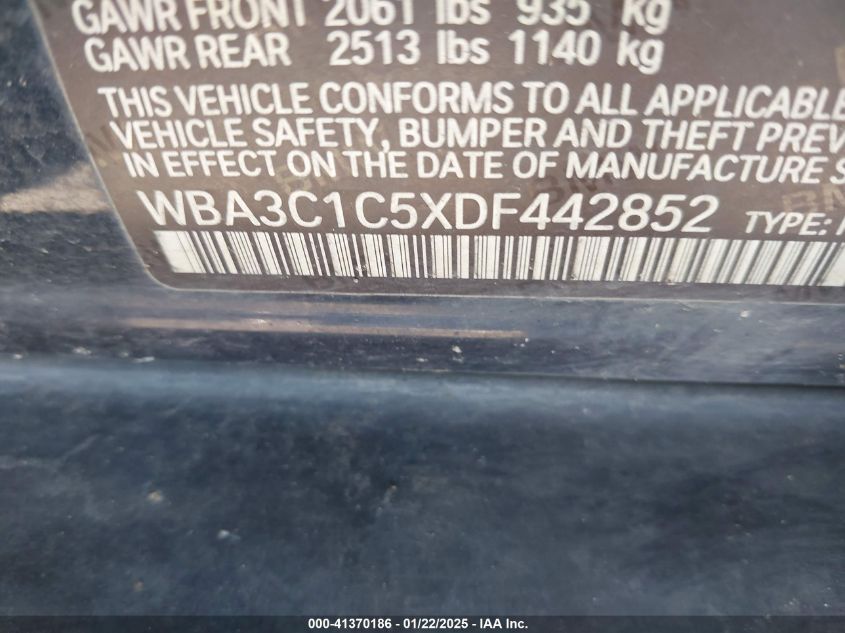 GAWR FRONT 2061 lbs 935 kg
GAWR REAR 2513 lbs 1140 kg
THIS VEHICLE CONFORMS TO ALL APPLICABLE
VEHICLE SAFETY, BUMPER AND THEFT PREV
IN EFFECT ON THE DATE OF MANUFACTURE S
WBA3C1C5XDF442852 TYPE:
000-41370186 - 01/22/2025 - IAA Inc.